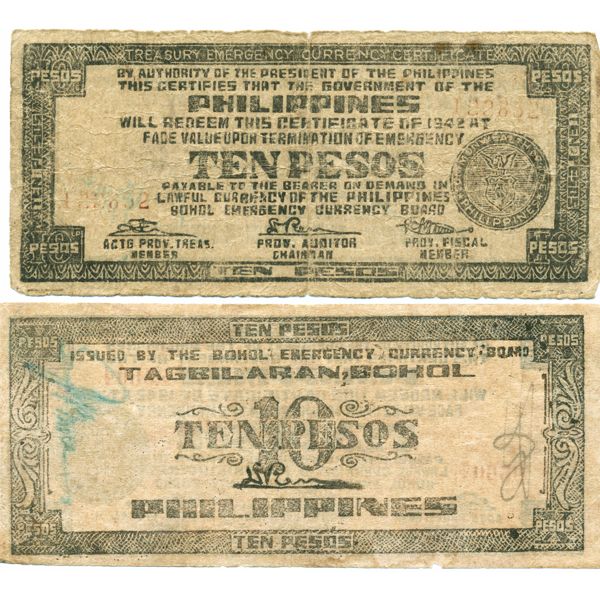 TREASURY EMERGENCY CURRENCY CERTIFICATE
PESOS PESOS
BY AUTHORITY OF THE PRESIDENT OF THE PHILIPPINES
THIS CERTIFIES THAT THE GOVERNMENT OF THE
PHILIPPINES
WILL REDEEM THIS CERTIFICATE OF 1942 AT
FACE VALUE UPON TERMINATION OF EMERGENCY
TEN PESOS
PAYABLE TO THE BEARER ON DEMAND IN
LAWFUL CURRENCY OF THE PHILIPPINES
BOHOL EMERGENCY CURRENCY BOARD
PHILIPPINES
ACTG PROV. TREAS. PROV. AUDITOR PROV. FISCAL
MEMBER CHAIRMAN MEMBER
PESOS PESOS
TEN PESOS
TEN PESOS
PESOS PESOS
ISSUED BY THE BOHOL EMERGENCY CURRENCY BOARD
TAGBILARAN, BOHOL
10
TEN PESOS
PHILIPPINES
PESOS PESOS
TEN PESOS